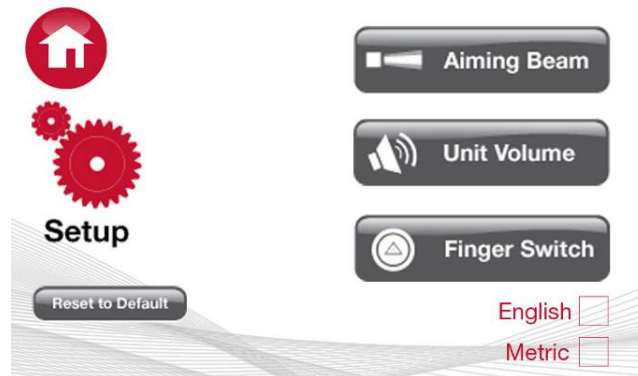 Aiming Beam
Unit Volume
Setup
Finger Switch
Reset to Default
English
Metric